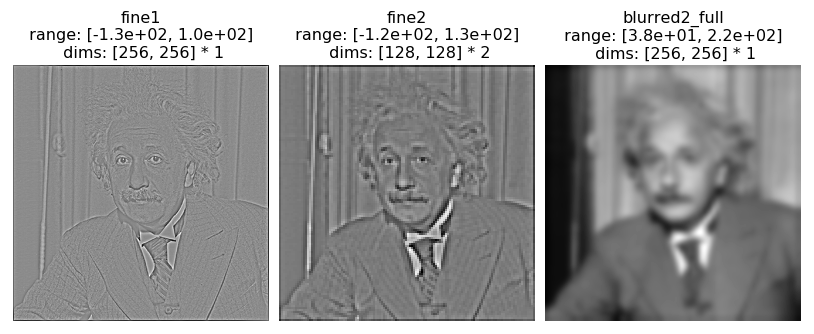 fine1
range: [-1.3e+02, 1.0e+02]
dims: [256, 256] * 1
fine2
range: [-1.2e+02, 1.3e+02]
dims: [128, 128] * 2
blurred2_full
range: [3.8e+01, 2.2e+02]
dims: [256, 256] * 1